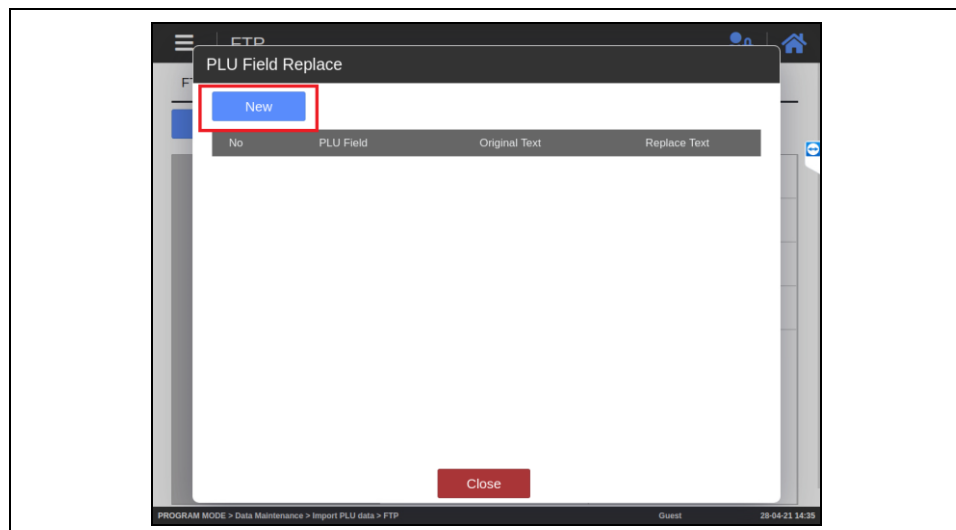 FTP
0
PLU Field Replace
F
New
No PLU Field Original Text Replace Text
Close
PROGRAM MODE > Data Maintenance > Import PLU data > FTP Guest 28-04-21 14:35